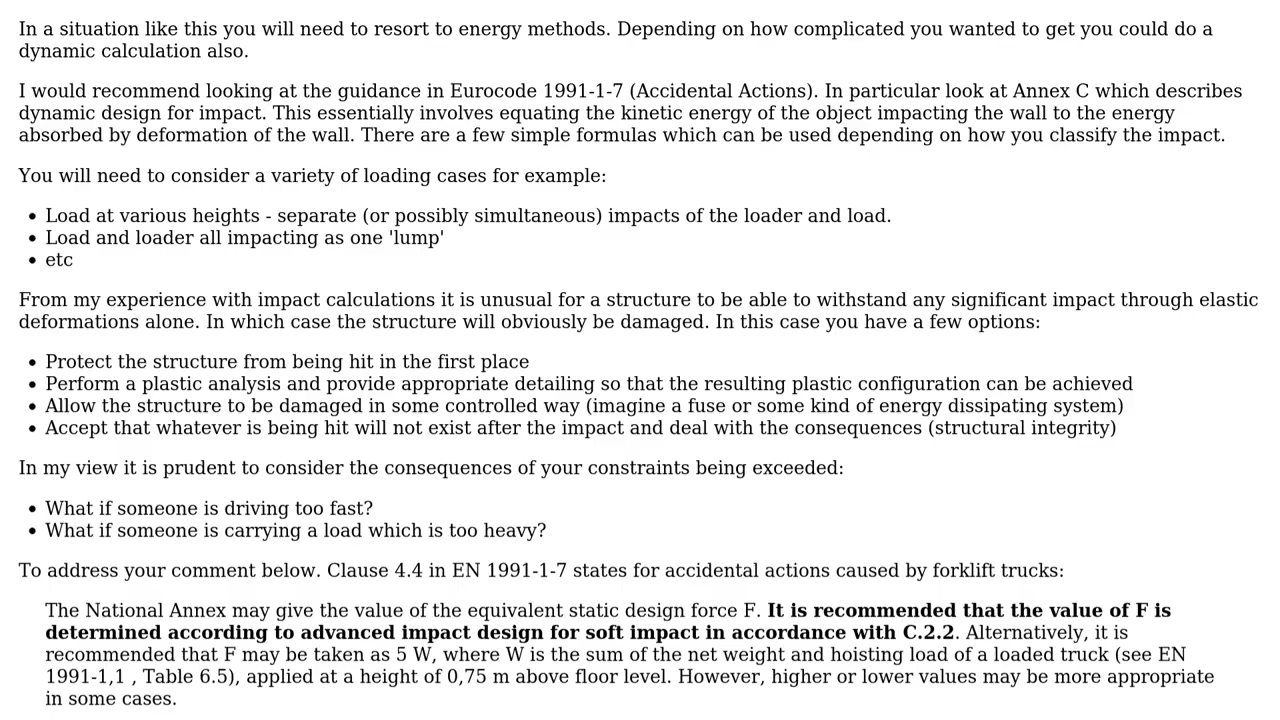 In a situation like this you will need to resort to energy methods. Depending on how complicated you wanted to get you could do a
dynamic calculation also.
I would recommend looking at the guidance in Eurocode 1991-1-7 (Accidental Actions). In particular look at Annex C which describes
dynamic design for impact. This essentially involves equating the kinetic energy of the object impacting the wall to the energy
absorbed by deformation of the wall. There are a few simple formulas which can be used depending on how you classify the impact.
You will need to consider a variety of loading cases for example:
• Load at various heights - separate (or possibly simultaneous) impacts of the loader and load.
• Load and loader all impacting as one 'lump'
• etc
From my experience with impact calculations it is unusual for a structure to be able to withstand any significant impact through elastic
deformations alone. In which case the structure will obviously be damaged. In this case you have a few options:
• Protect the structure from being hit in the first place
• Perform a plastic analysis and provide appropriate detailing so that the resulting plastic configuration can be achieved
• Allow the structure to be damaged in some controlled way (imagine a fuse or some kind of energy dissipating system)
• Accept that whatever is being hit will not exist after the impact and deal with the consequences (structural integrity)
In my view it is prudent to consider the consequences of your constraints being exceeded:
• What if someone is driving too fast?
• What if someone is carrying a load which is too heavy?
To address your comment below. Clause 4.4 in EN 1991-1-7 states for accidental actions caused by forklift trucks:
The National Annex may give the value of the equivalent static design force F. It is recommended that the value of F is
determined according to advanced impact design for soft impact in accordance with C.2.2. Alternatively, it is
recommended that F may be taken as 5 W, where W is the sum of the net weight and hoisting load of a loaded truck (see EN
1991-1,1 , Table 6.5), applied at a height of 0,75 m above floor level. However, higher or lower values may be more appropriate
in some cases.